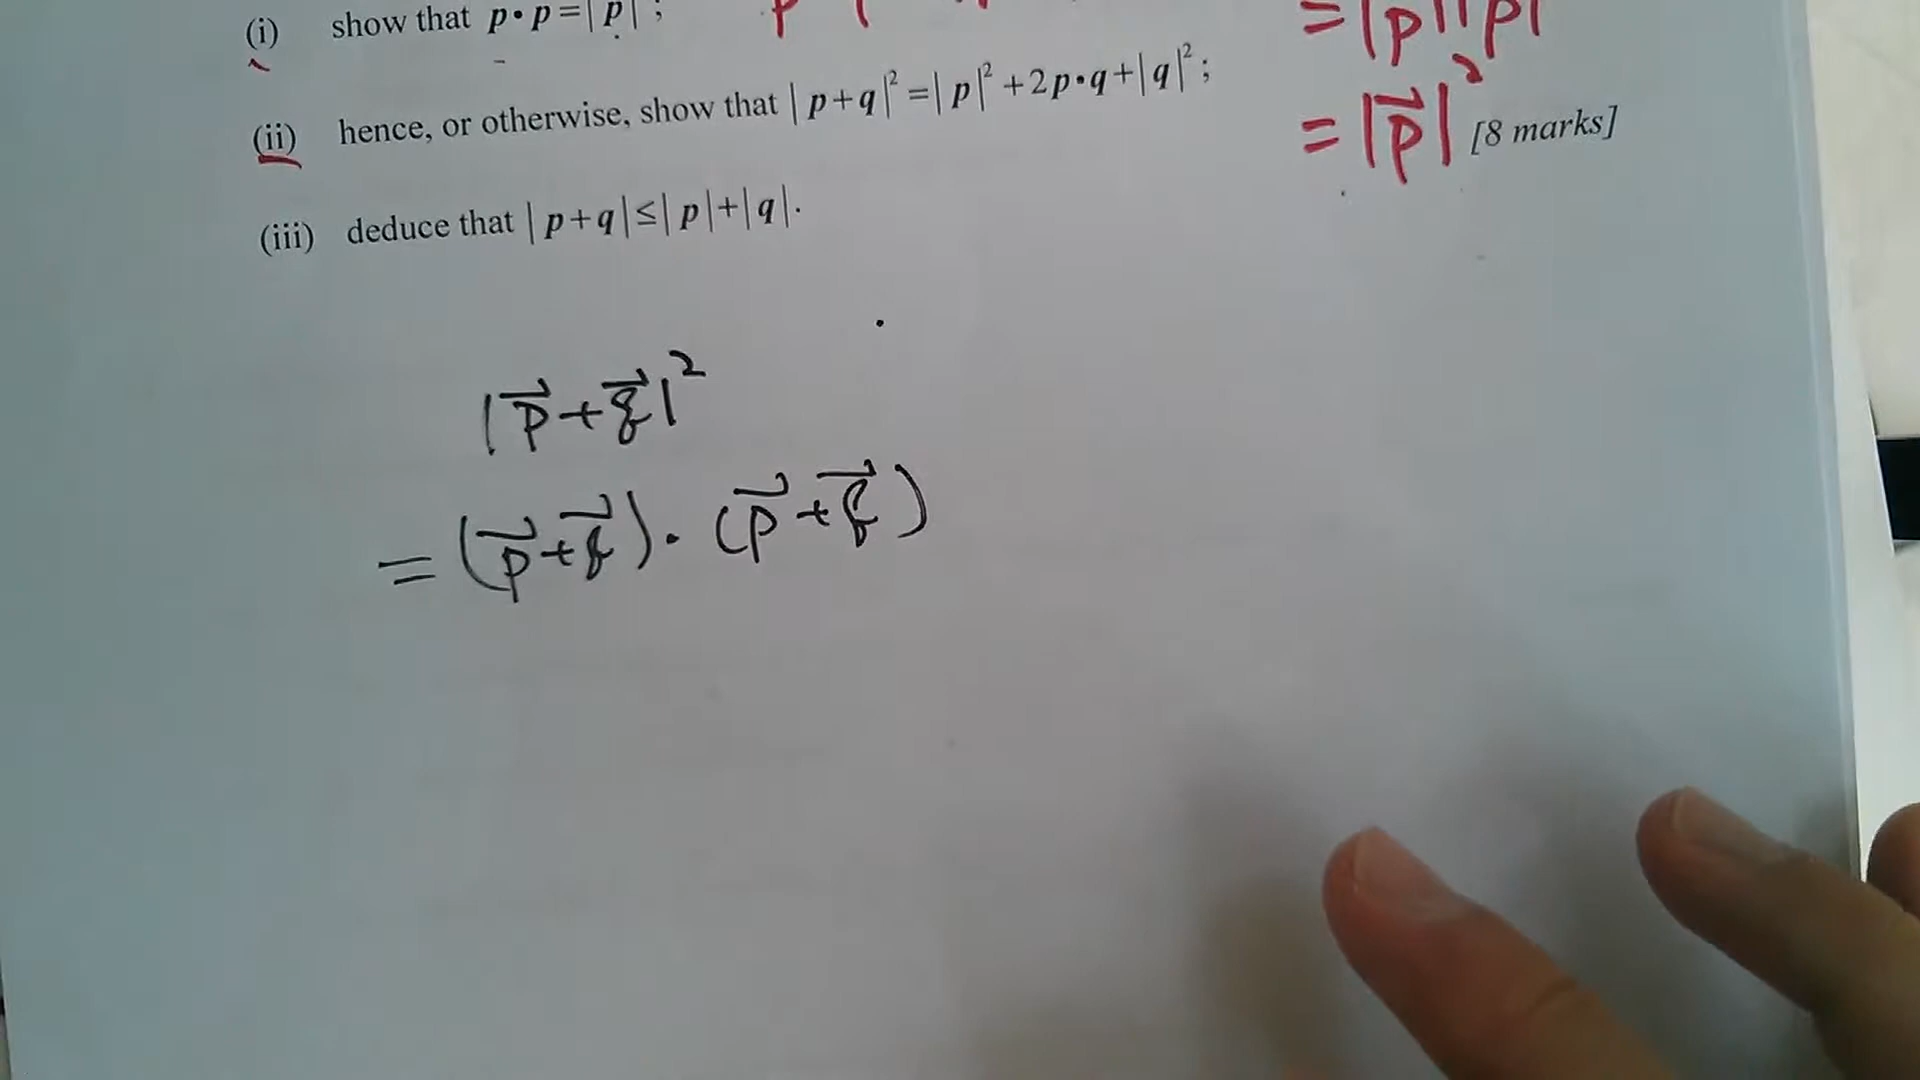 (i) show that p•p=|p| ;
=|p||p|
(ii) hence, or otherwise, show that |p+q|²=|p|²+2p•q+|q|²;
=|p⃗|² [8 marks]
(iii) deduce that |p+q|≤|p|+|q|.
|p⃗+q⃗|²
=(p⃗+q⃗)·(p⃗+q⃗)